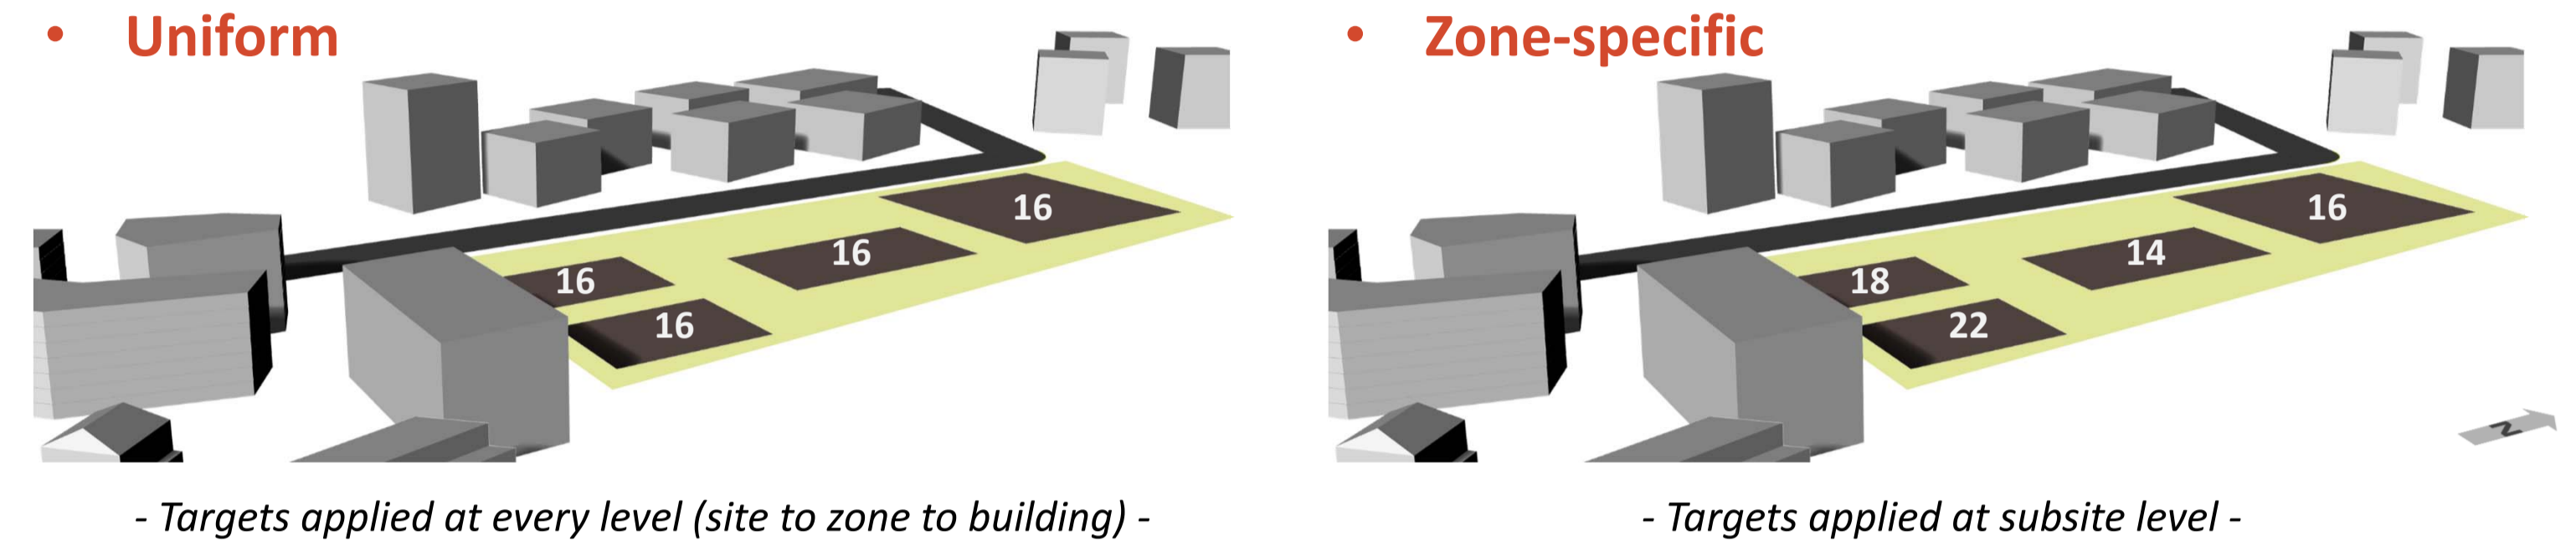 • Uniform
16
16
16
16
- Targets applied at every level (site to zone to building) -
• Zone-specific
16
14
18
22
N
- Targets applied at subsite level -